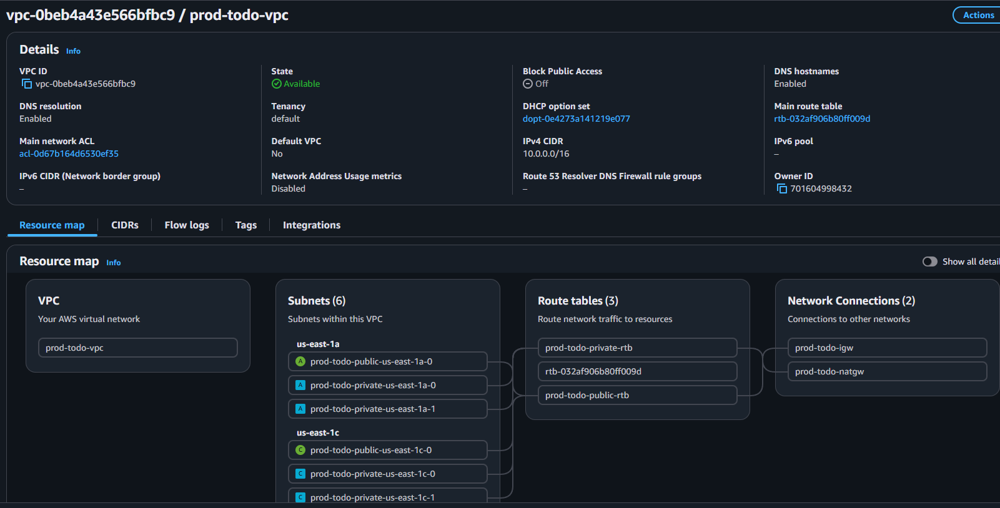 vpc-0beb4a43e566bfbc9 / prod-todo-vpc
Actions
Details Info
VPC ID
vpc-0beb4a43e566bfbc9
State
Available
Block Public Access
Off
DNS hostnames
Enabled
DNS resolution
Enabled
Tenancy
default
DHCP option set
dopt-0e4273a141219e077
Main route table
rtb-032af906b80ff009d
Main network ACL
acl-0d67b164d6530ef35
Default VPC
No
IPv4 CIDR
10.0.0.0/16
IPv6 pool
–
IPv6 CIDR (Network border group)
–
Network Address Usage metrics
Disabled
Route 53 Resolver DNS Firewall rule groups
–
Owner ID
701604998432
Resource map
CIDRs
Flow logs
Tags
Integrations
Resource map Info
Show all detail
VPC
Your AWS virtual network
prod-todo-vpc
Subnets (6)
Subnets within this VPC
us-east-1a
A prod-todo-public-us-east-1a-0
A prod-todo-private-us-east-1a-0
A prod-todo-private-us-east-1a-1
us-east-1c
C prod-todo-public-us-east-1c-0
C prod-todo-private-us-east-1c-0
C prod-todo-private-us-east-1c-1
Route tables (3)
Route network traffic to resources
prod-todo-private-rtb
rtb-032af906b80ff009d
prod-todo-public-rtb
Network Connections (2)
Connections to other networks
prod-todo-igw
prod-todo-natgw